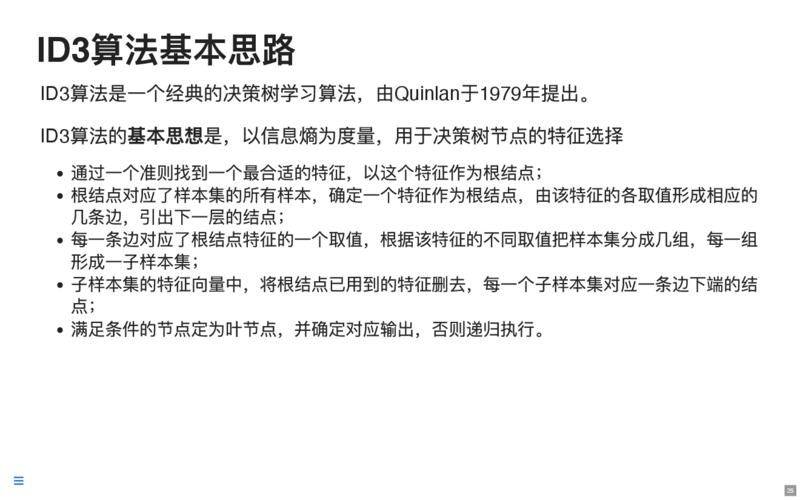 ID3算法基本思路
ID3算法是一个经典的决策树学习算法，由Quinlan于1979年提出。
ID3算法的基本思想是，以信息熵为度量，用于决策树节点的特征选择
• 通过一个准则找到一个最合适的特征，以这个特征作为根结点；
• 根结点对应了样本集的所有样本，确定一个特征作为根结点，由该特征的各取值形成相应的
几条边，引出下一层的结点；
• 每一条边对应了根结点特征的一个取值，根据该特征的不同取值把样本集分成几组，每一组
形成一子样本集；
• 子样本集的特征向量中，将根结点已用到的特征删去，每一个子样本集对应一条边下端的结
点；
• 满足条件的节点定为叶节点，并确定对应输出，否则递归执行。
25